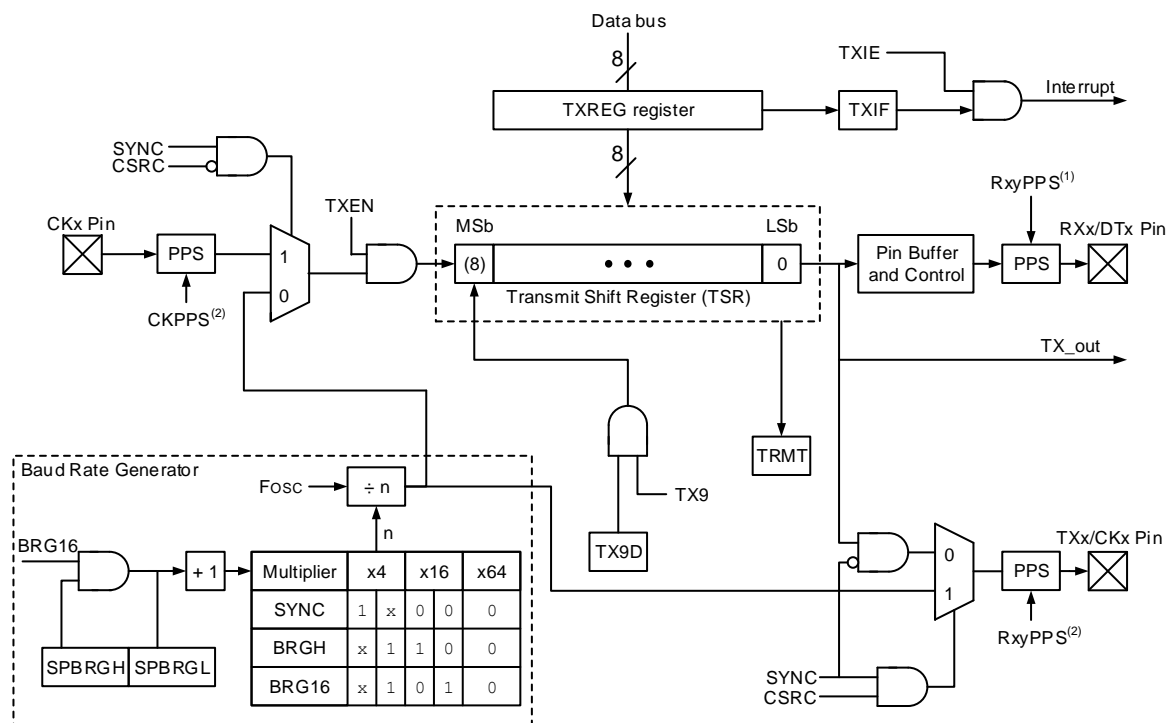 Data bus
8
TXIE
Interrupt
TXREG register
TXIF
SYNC
CSRC
8
RxyPPS(1)
TXEN
CKx Pin
MSb
LSb
RXx/DTx Pin
PPS
1
(8)
• • •
0
Pin Buffer
and Control
PPS
0
Transmit Shift Register (TSR)
CKPPS(2)
TX_out
TRMT
Baud Rate Generator
Fosc
÷ n
TX9
n
TX9D
BRG16
+ 1
Multiplier x4 x16 x64
SYNC 1 x 0 0 0
BRGH x 1 1 0 0
BRG16 x 1 0 1 0
SPBRGH SPBRGL
TXx/CKx Pin
0
PPS
1
RxyPPS(2)
SYNC
CSRC